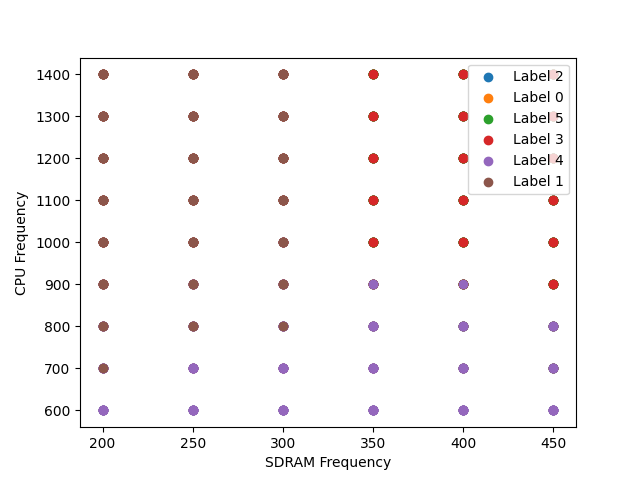 1400
1300
1200
1100
1000
900
800
700
600
CPU Frequency
Label 2
Label 0
Label 5
Label 3
Label 4
Label 1
200 250 300 350 400 450
SDRAM Frequency